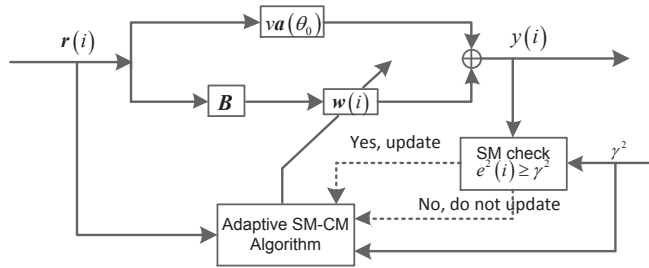 va(θ₀)
r(i)
y(i)
B
w(i)
Yes, update
SM check
e²(i) ≥ γ²
γ²
No, do not update
Adaptive SM-CM
Algorithm